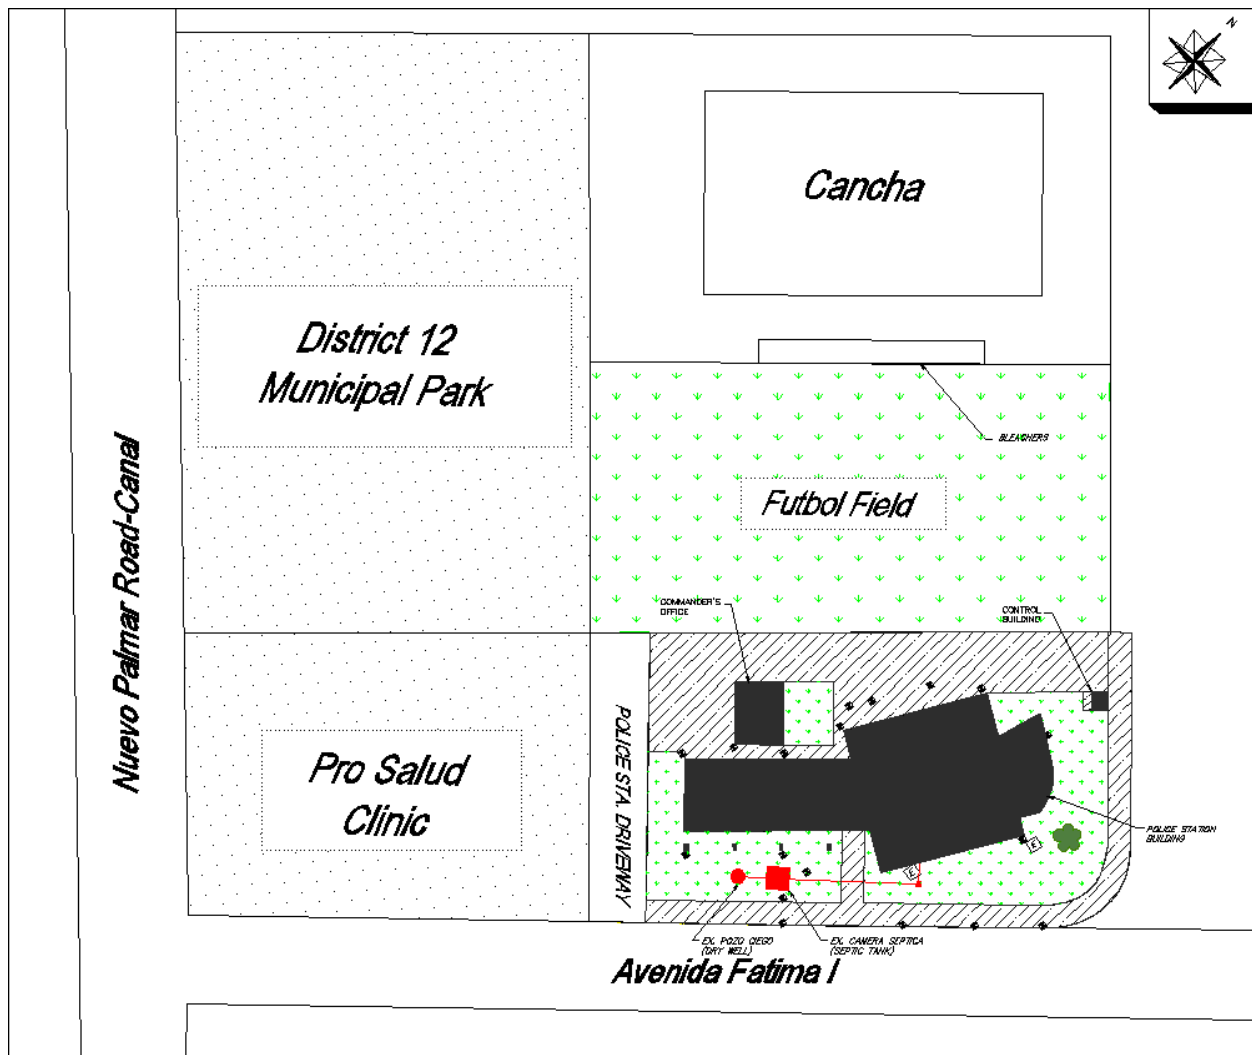 N
Cancha
District 12
Municipal Park
BLEACHERS
Futbol Field
COMMANDER'S
OFFICE
CONTROL
BUILDING
Nuevo Palmar Road-Canal
POLICE STA. DRIVEWAY
Pro Salud
Clinic
POLICE STATION
BUILDING
E
E
EX. POZO CIEGO
(DRY WELL)
EX. CAMERA SEPTICA
(SEPTIC TANK)
Avenida Fatima I